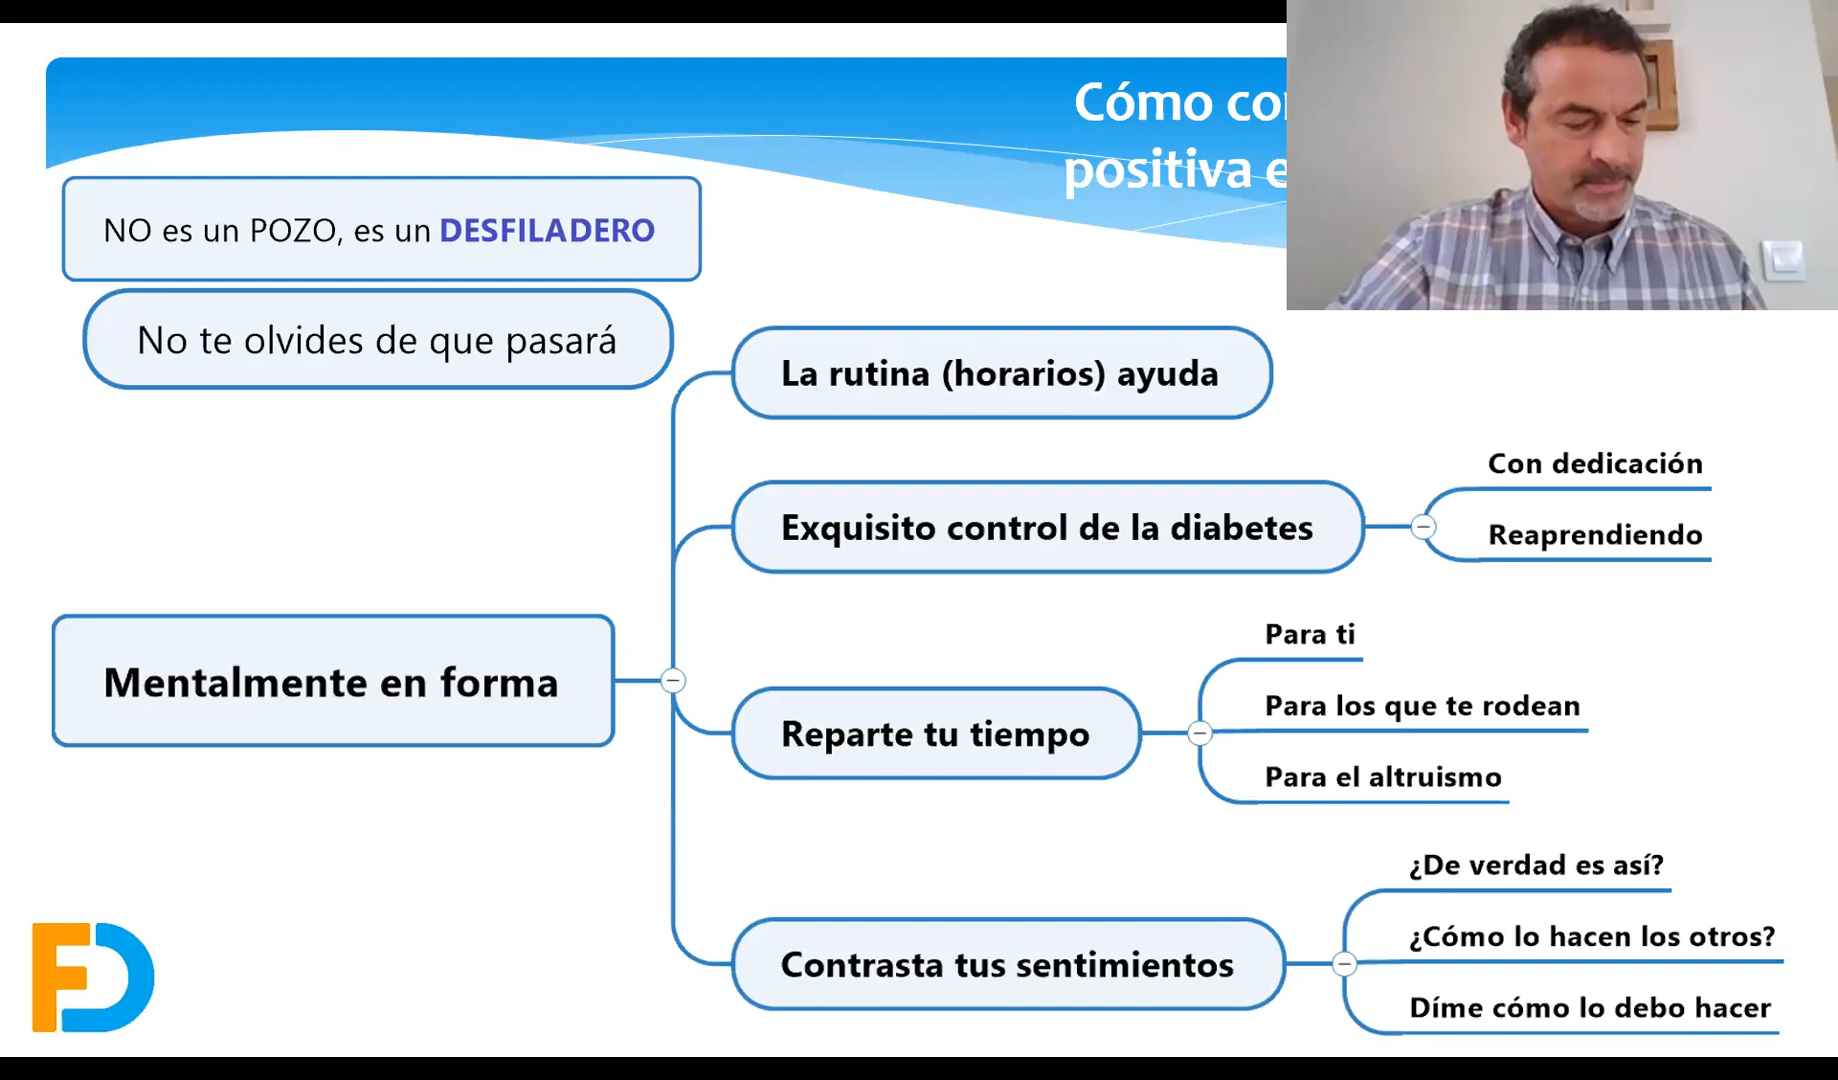 Cómo
positiva
NO es un POZO, es un DESFILADERO
No te olvides de que pasará
La rutina (horarios) ayuda
Exquisito control de la diabetes
Con dedicación
Reaprendiendo
Mentalmente en forma
Reparte tu tiempo
Para ti
Para los que te rodean
Para el altruismo
Contrasta tus sentimientos
¿De verdad es así?
¿Cómo lo hacen los otros?
Díme cómo lo debo hacer
FD